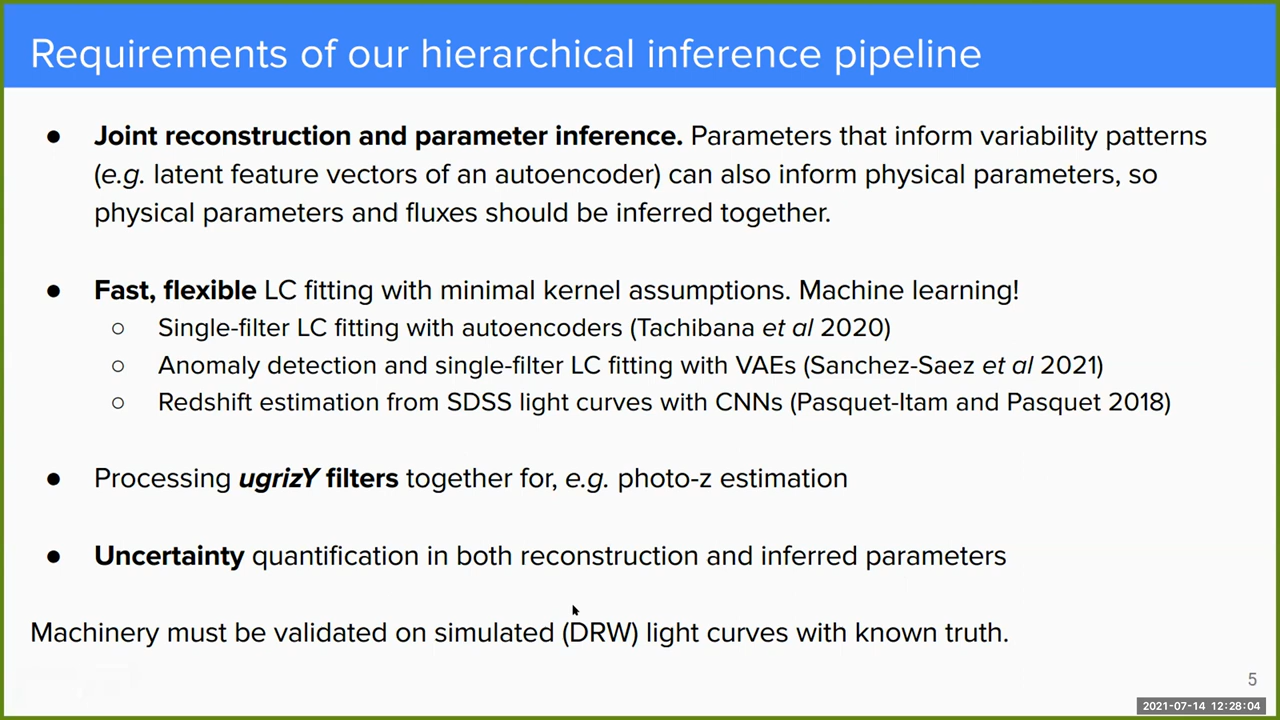 Requirements of our hierarchical inference pipeline
● Joint reconstruction and parameter inference. Parameters that inform variability patterns
(e.g. latent feature vectors of an autoencoder) can also inform physical parameters, so
physical parameters and fluxes should be inferred together.
● Fast, flexible LC fitting with minimal kernel assumptions. Machine learning!
○ Single-filter LC fitting with autoencoders (Tachibana et al 2020)
○ Anomaly detection and single-filter LC fitting with VAEs (Sanchez-Saez et al 2021)
○ Redshift estimation from SDSS light curves with CNNs (Pasquet-Itam and Pasquet 2018)
● Processing ugrizY filters together for, e.g. photo-z estimation
● Uncertainty quantification in both reconstruction and inferred parameters
Machinery must be validated on simulated (DRW) light curves with known truth.
5
2021-07-14 12:28:04